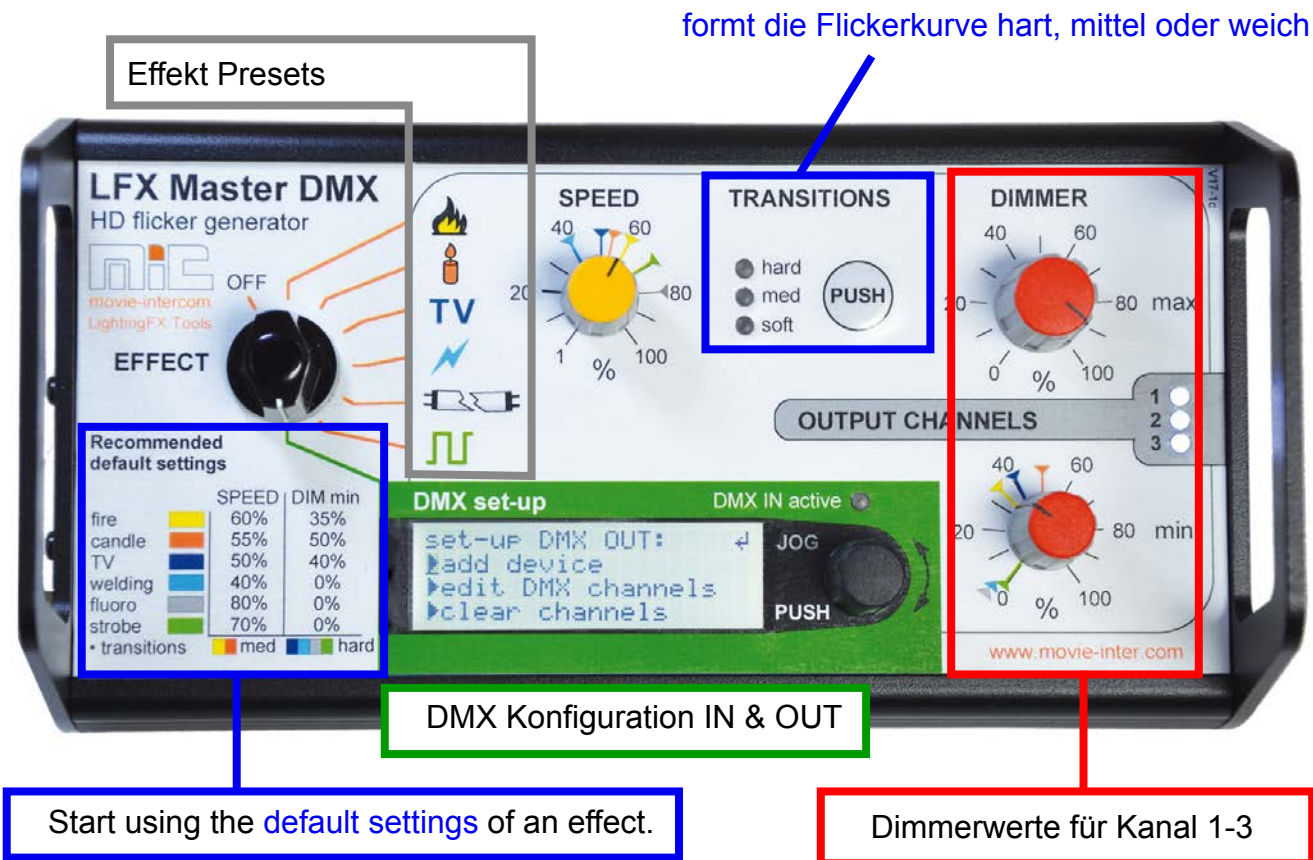 formt die Flickerkurve hart, mittel oder weich
Effekt Presets
LFX Master DMX
HD flicker generator
mic
movie-intercom
LightingFX Tools
OFF
EFFECT
TV
SPEED
1 20 40 60 80 100
%
TRANSITIONS
hard
med
soft
PUSH
DIMMER
0 20 40 60 80 100
%
max
V17-1c
OUTPUT CHANNELS
1
2
3
0 20 40 60 80 100
%
min
www.movie-inter.com
Recommended
default settings
SPEED DIM min
fire 60% 35%
candle 55% 50%
TV 50% 40%
welding 40% 0%
fluoro 80% 0%
strobe 70% 0%
• transitions med hard
DMX set-up
DMX IN active
set-up DMX OUT:
add device
edit DMX channels
clear channels
JOG
PUSH
DMX Konfiguration IN & OUT
Start using the default settings of an effect.
Dimmerwerte für Kanal 1-3